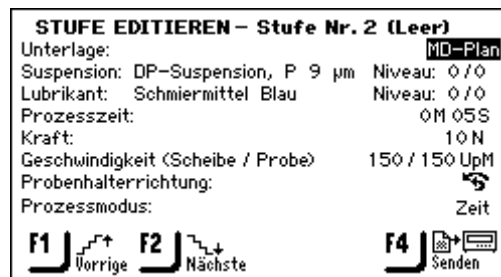 STUFE EDITIEREN – Stufe Nr. 2 (Leer)
Unterlage: MD–Plan
Suspension: DP–Suspension, P 9 µm Niveau: 0/0
Lubrikant: Schmiermittel Blau Niveau: 0/0
Prozesszeit: 0M 05S
Kraft: 10N
Geschwindigkeit (Scheibe / Probe) 150/150 UpM
Probenhalterrichtung:
Prozessmodus: Zeit
F1 Vorrige F2 Nächste F4 Senden